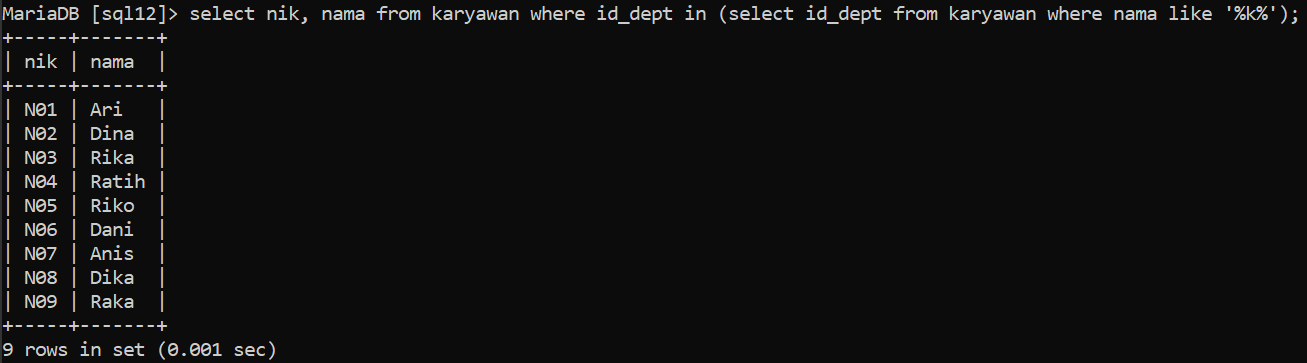 MariaDB [sql12]> select nik, nama from karyawan where id_dept in (select id_dept from karyawan where nama like '%k%');
+-----+-------+
| nik | nama  |
+-----+-------+
| N01 | Ari   |
| N02 | Dina  |
| N03 | Rika  |
| N04 | Ratih |
| N05 | Riko  |
| N06 | Dani  |
| N07 | Anis  |
| N08 | Dika  |
| N09 | Raka  |
+-----+-------+
9 rows in set (0.001 sec)